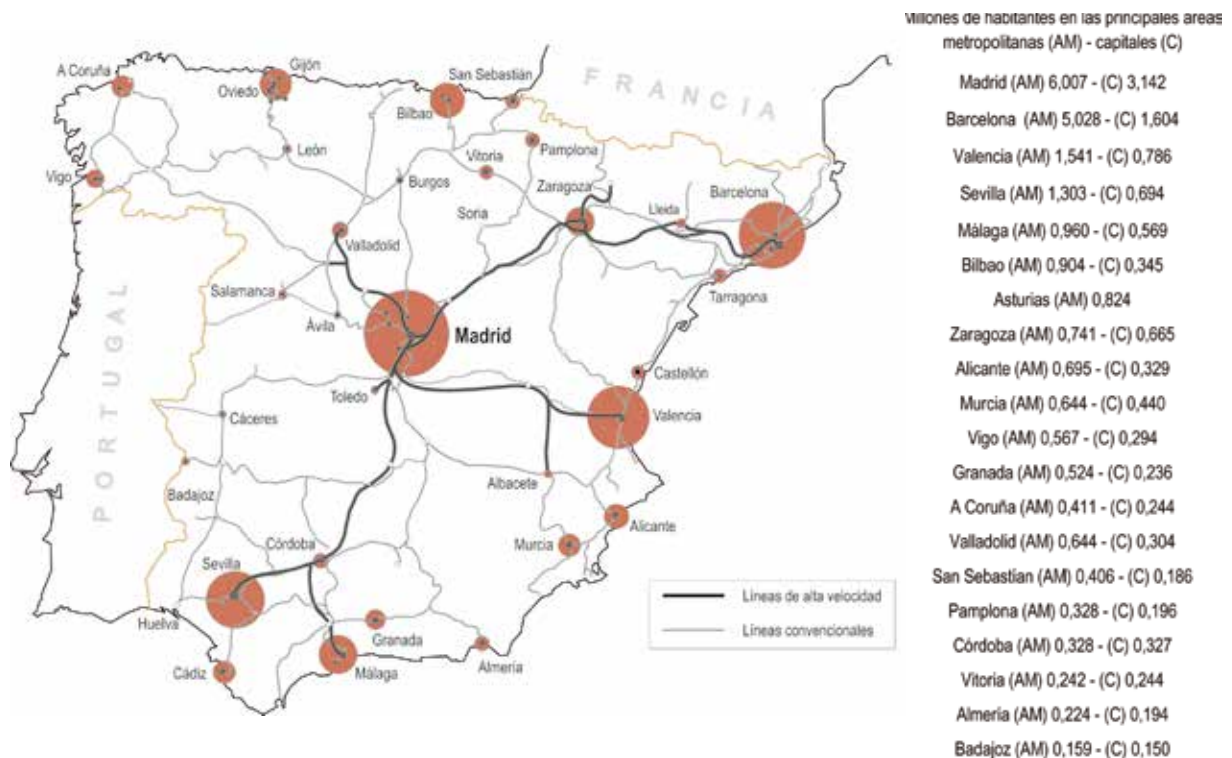 Millones de habitantes en las principales áreas
metropolitanas (AM) - capitales (C)
Madrid (AM) 6,007 - (C) 3,142
Barcelona (AM) 5,028 - (C) 1,604
Valencia (AM) 1,541 - (C) 0,786
Sevilla (AM) 1,303 - (C) 0,694
Málaga (AM) 0,960 - (C) 0,569
Bilbao (AM) 0,904 - (C) 0,345
Asturias (AM) 0,824
Zaragoza (AM) 0,741 - (C) 0,665
Alicante (AM) 0,695 - (C) 0,329
Murcia (AM) 0,644 - (C) 0,440
Vigo (AM) 0,567 - (C) 0,294
Granada (AM) 0,524 - (C) 0,236
A Coruña (AM) 0,411 - (C) 0,244
Valladolid (AM) 0,644 - (C) 0,304
San Sebastian (AM) 0,406 - (C) 0,186
Pamplona (AM) 0,328 - (C) 0,196
Córdoba (AM) 0,328 - (C) 0,327
Vitoria (AM) 0,242 - (C) 0,244
Almería (AM) 0,224 - (C) 0,194
Badajoz (AM) 0,159 - (C) 0,150
A Coruña
Gijón
Oviedo
San Sebastián
Bilbao
FRANCIA
León
Vitoria
Pamplona
Vigo
Burgos
Zaragoza
Barcelona
Soria
Lleida
Valladolid
Salamanca
Tarragona
Ávila
Madrid
PORTUGAL
Castellón
Toledo
Valencia
Cáceres
Albacete
Badajoz
Alicante
Córdoba
Murcia
Sevilla
Huelva
Granada
Cádiz
Málaga
Almería
Líneas de alta velocidad
Líneas convencionales